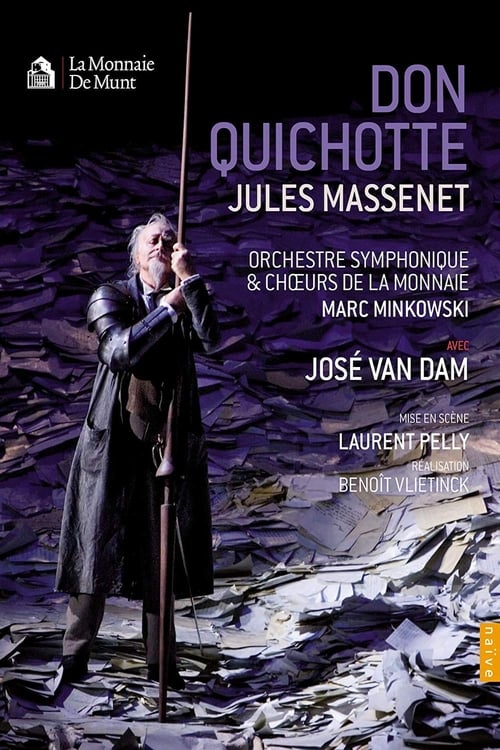 La Monnaie
De Munt
DON
QUICHOTTE
JULES MASSENET
ORCHESTRE SYMPHONIQUE
& CHŒURS DE LA MONNAIE
MARC MINKOWSKI
AVEC
JOSÉ VAN DAM
MISE EN SCÈNE
LAURENT PELLY
RÉALISATION
BENOÎT VLIETINCK
naïve